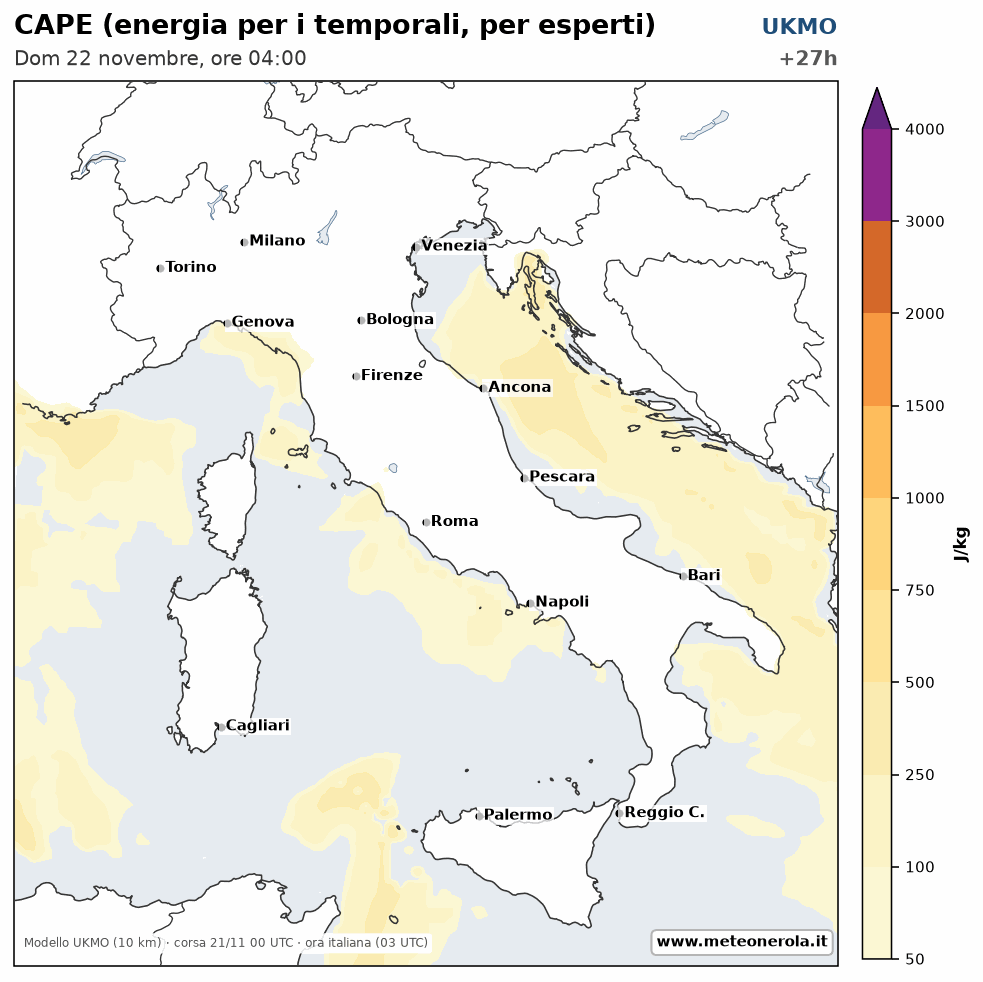 CAPE (energia per i temporali, per esperti)
UKMO
Dom 22 novembre, ore 04:00
+27h
Milano
Venezia
Torino
Genova
Bologna
Firenze
Ancona
Pescara
Roma
Bari
Napoli
Cagliari
Palermo
Reggio C.
4000
3000
2000
1500
1000
750
500
250
100
50
J/kg
Modello UKMO (10 km) · corsa 21/11 00 UTC · ora italiana (03 UTC)
www.meteonerola.it